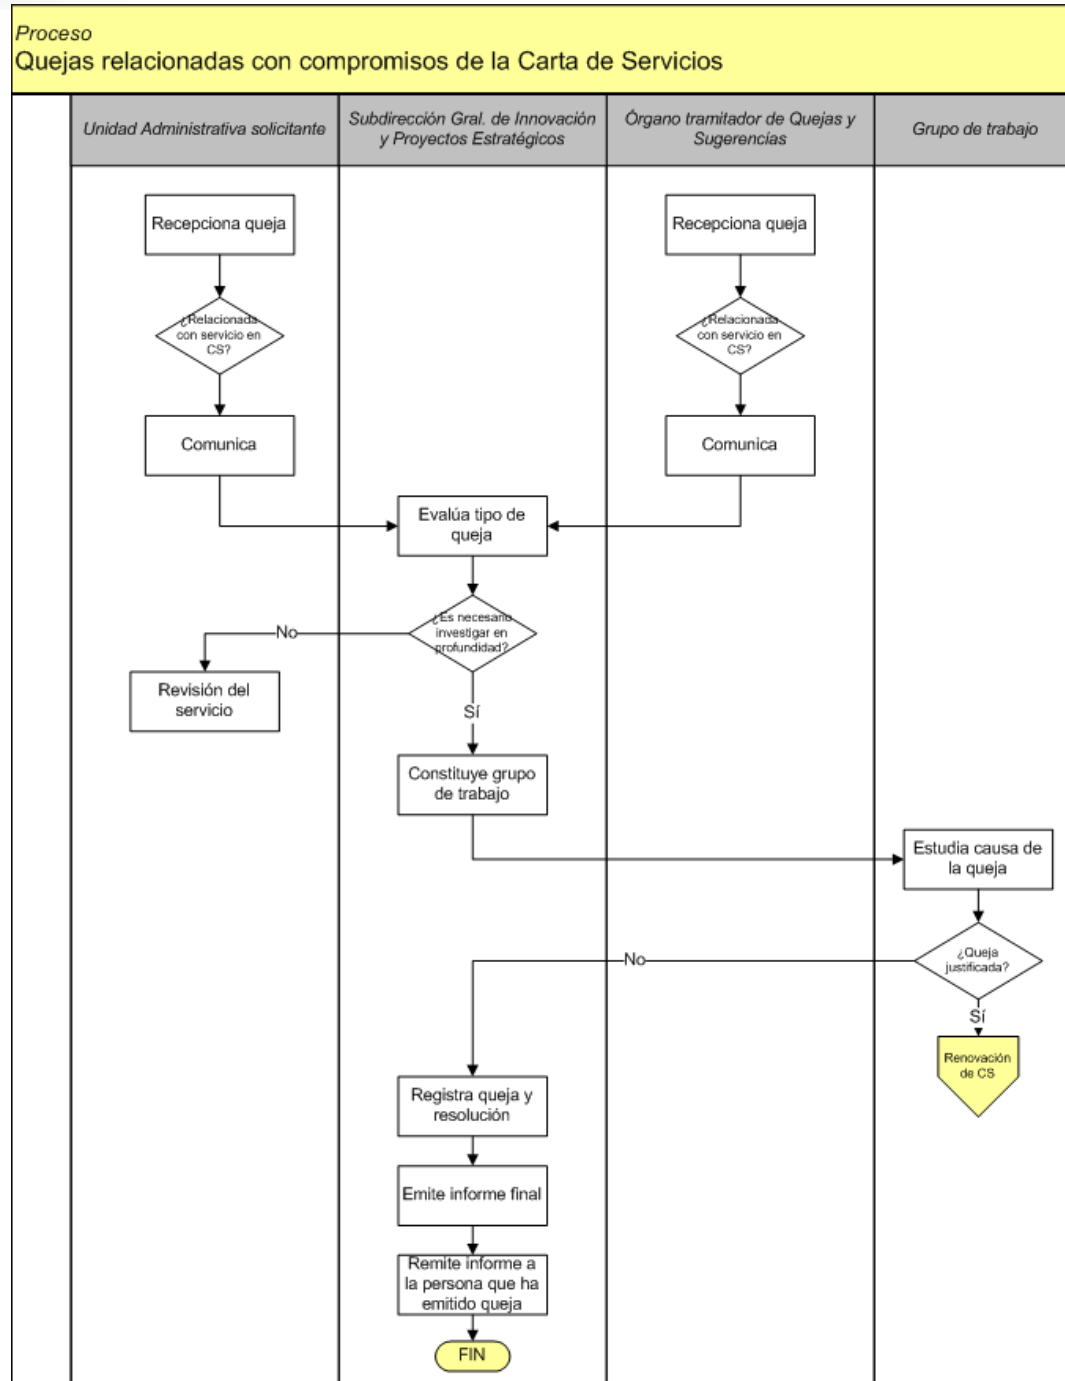 Proceso
Quejas relacionadas con compromisos de la Carta de Servicios
Unidad Administrativa solicitante
Subdirección Gral. de Innovación
y Proyectos Estratégicos
Órgano tramitador de Quejas y
Sugerencias
Grupo de trabajo
Recepciona queja
Recepciona queja
¿Relacionada
con servicio en
CS?
¿Relacionada
con servicio en
CS?
Comunica
Comunica
Evalúa tipo de
queja
¿Es necesario
investigar en
profundidad?
No
Revisión del
servicio
Sí
Constituye grupo
de trabajo
Estudia causa de
la queja
¿Queja
justificada?
No
Sí
Renovación
de CS
Registra queja y
resolución
Emite informe final
Remite informe a
la persona que ha
emitido queja
FIN